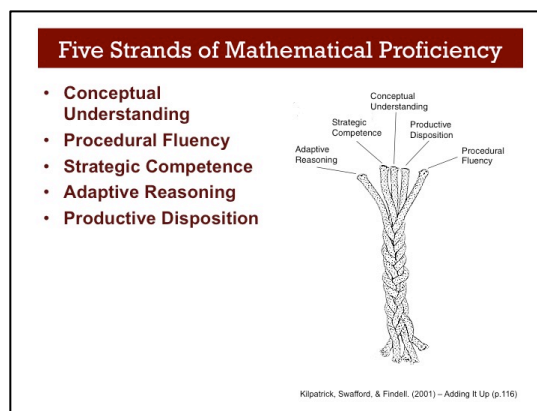 Five Strands of Mathematical Proficiency
• Conceptual
Understanding
• Procedural Fluency
• Strategic Competence
• Adaptive Reasoning
• Productive Disposition
Conceptual
Understanding
Strategic
Competence
Productive
Disposition
Adaptive
Reasoning
Procedural
Fluency
Kilpatrick, Swafford, & Findell. (2001) – Adding It Up (p.116)